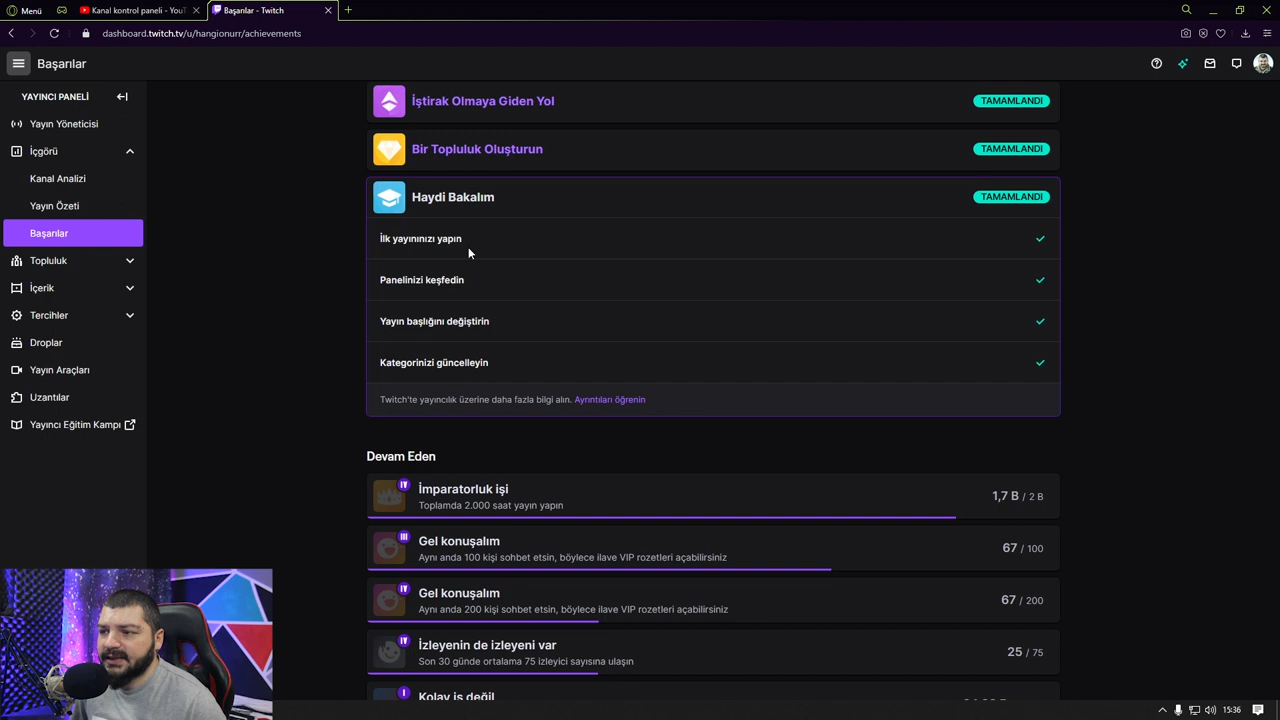 Menü
Kanal kontrol paneli - YouT
Başarılar - Twitch
dashboard.twitch.tv/u/hangionurr/achievements
Başarılar
YAYINCI PANELİ
Yayın Yöneticisi
İçgörü
Kanal Analizi
Yayın Özeti
Başarılar
Topluluk
İçerik
Tercihler
Droplar
Yayın Araçları
Uzantılar
Yayıncı Eğitim Kampı
İştirak Olmaya Giden Yol
TAMAMLANDI
Bir Topluluk Oluşturun
TAMAMLANDI
Haydi Bakalım
TAMAMLANDI
İlk yayınınızı yapın
Panelinizi keşfedin
Yayın başlığını değiştirin
Kategorinizi güncelleyin
Twitch'te yayıncılık üzerine daha fazla bilgi alın. Ayrıntıları öğrenin
Devam Eden
IV
İmparatorluk işi
Toplamda 2.000 saat yayın yapın
1,7 B / 2 B
III
Gel konuşalım
Aynı anda 100 kişi sohbet etsin, böylece ilave VIP rozetleri açabilirsiniz
67 / 100
IV
Gel konuşalım
Aynı anda 200 kişi sohbet etsin, böylece ilave VIP rozetleri açabilirsiniz
67 / 200
IV
İzleyenin de izleyeni var
Son 30 günde ortalama 75 izleyici sayısına ulaşın
25 / 75
I
Kolay iş değil
15:36